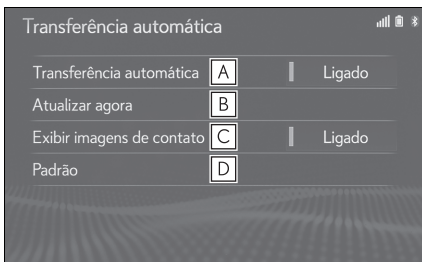 Transferência automática
Transferência automática A Ligado
Atualizar agora B
Exibir imagens de contato C Ligado
Padrão D